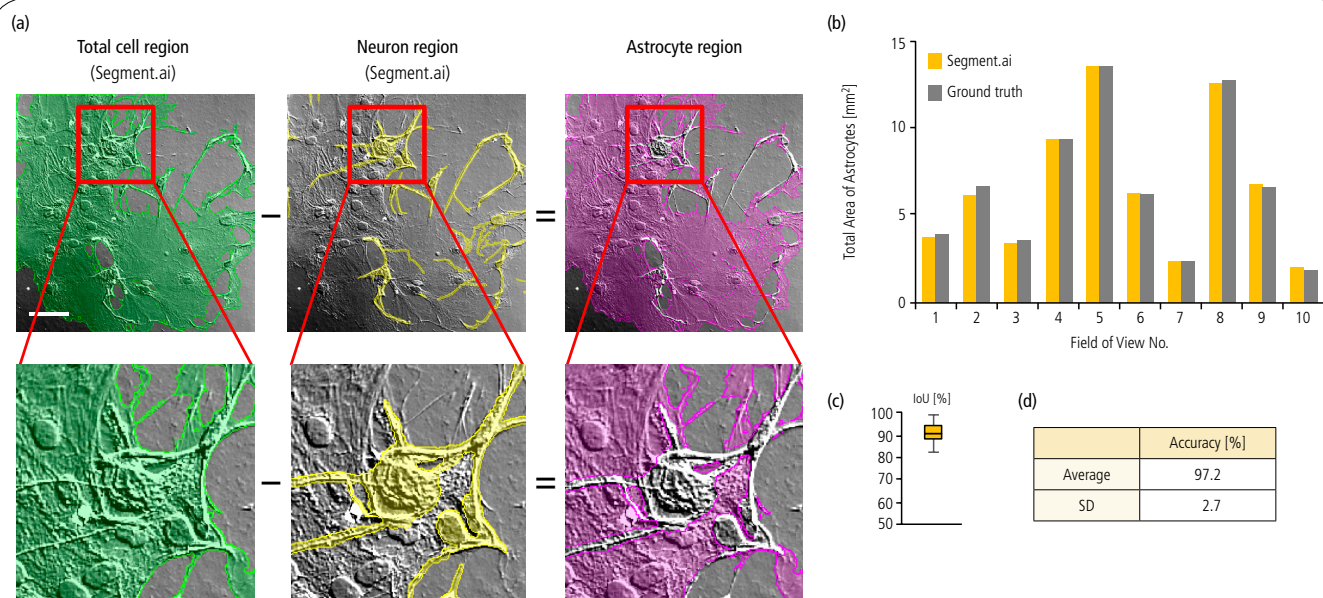 (a)
Total cell region
(Segment.ai)
Neuron region
(Segment.ai)
Astrocyte region
−
=
−
=
(b)
Total Area of Astrocytes [mm²]
15
10
5
0
Segment.ai
Ground truth
1 2 3 4 5 6 7 8 9 10
Field of View No.
(c)
IoU [%]
100
90
80
70
60
50
(d)
Accuracy [%]
Average 97.2
SD 2.7